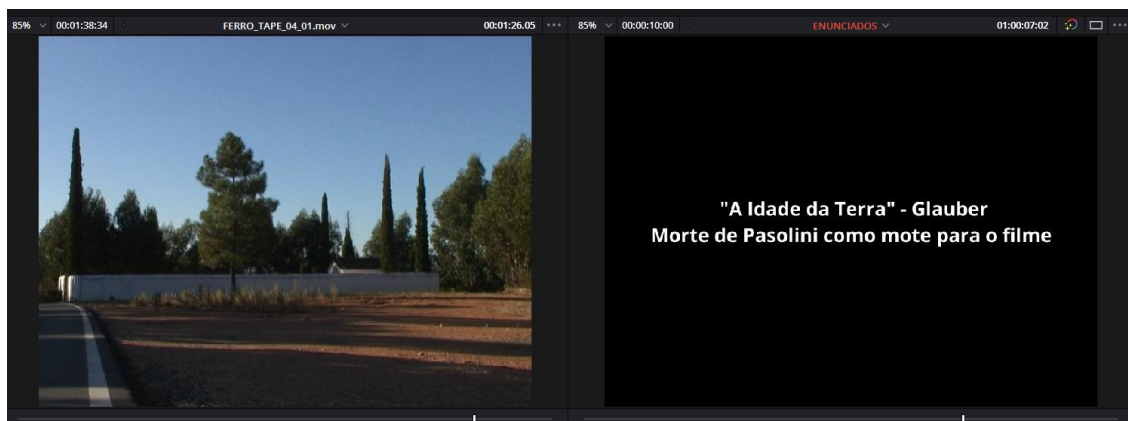 85% 00:01:38:34 FERRO_TAPE_04_01.mov 00:01:26.05 85% 00:00:10:00 ENUNCIADOS 01:00:07:02
"A Idade da Terra" - Glauber
Morte de Pasolini como mote para o filme